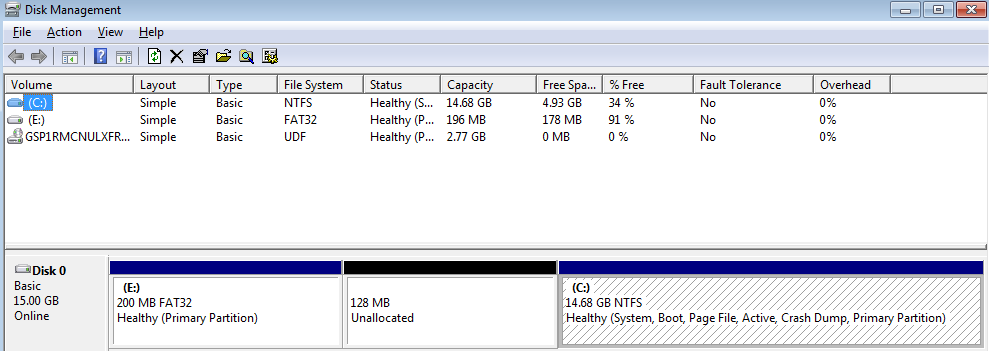 Disk Management
File Action View Help
Volume Layout Type File System Status Capacity Free Spa... % Free Fault Tolerance Overhead
(C:) Simple Basic NTFS Healthy (S... 14.68 GB 4.93 GB 34 % No 0%
(E:) Simple Basic FAT32 Healthy (P... 196 MB 178 MB 91 % No 0%
GSP1RMCNULXFR... Simple Basic UDF Healthy (P... 2.77 GB 0 MB 0 % No 0%
Disk 0
Basic
15.00 GB
Online
(E:)
200 MB FAT32
Healthy (Primary Partition)
128 MB
Unallocated
(C:)
14.68 GB NTFS
Healthy (System, Boot, Page File, Active, Crash Dump, Primary Partition)